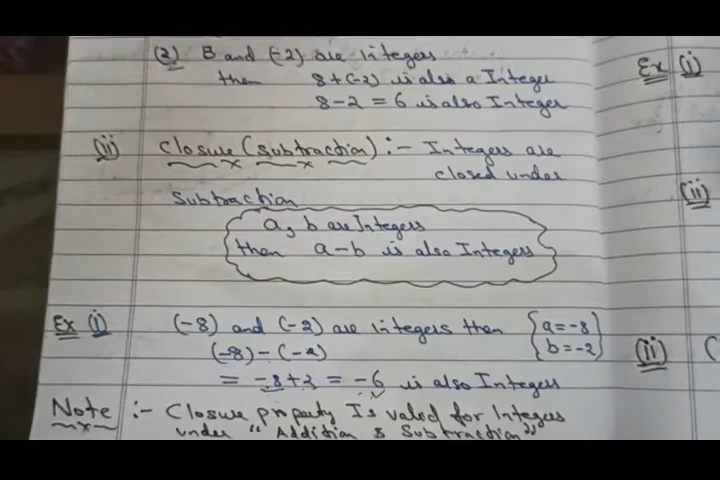 (2) 8 and (-2) are integers
then 8+(-2) is also a Integer
8-2 = 6 is also Integer
(ii) Closure (subtraction) :- Integers are
closed under
Subtraction
a, b are Integers
then a-b is also Integers
Ex (i) (-8) and (-2) are integers then {a=-8
b=-2}
(-8)-(-2)
= -8+2 = -6 is also Integers
Note :- Closure property Is valed for Integers
under "Addition & Subtraction"
Ex (i)
(ii)
(ii) (